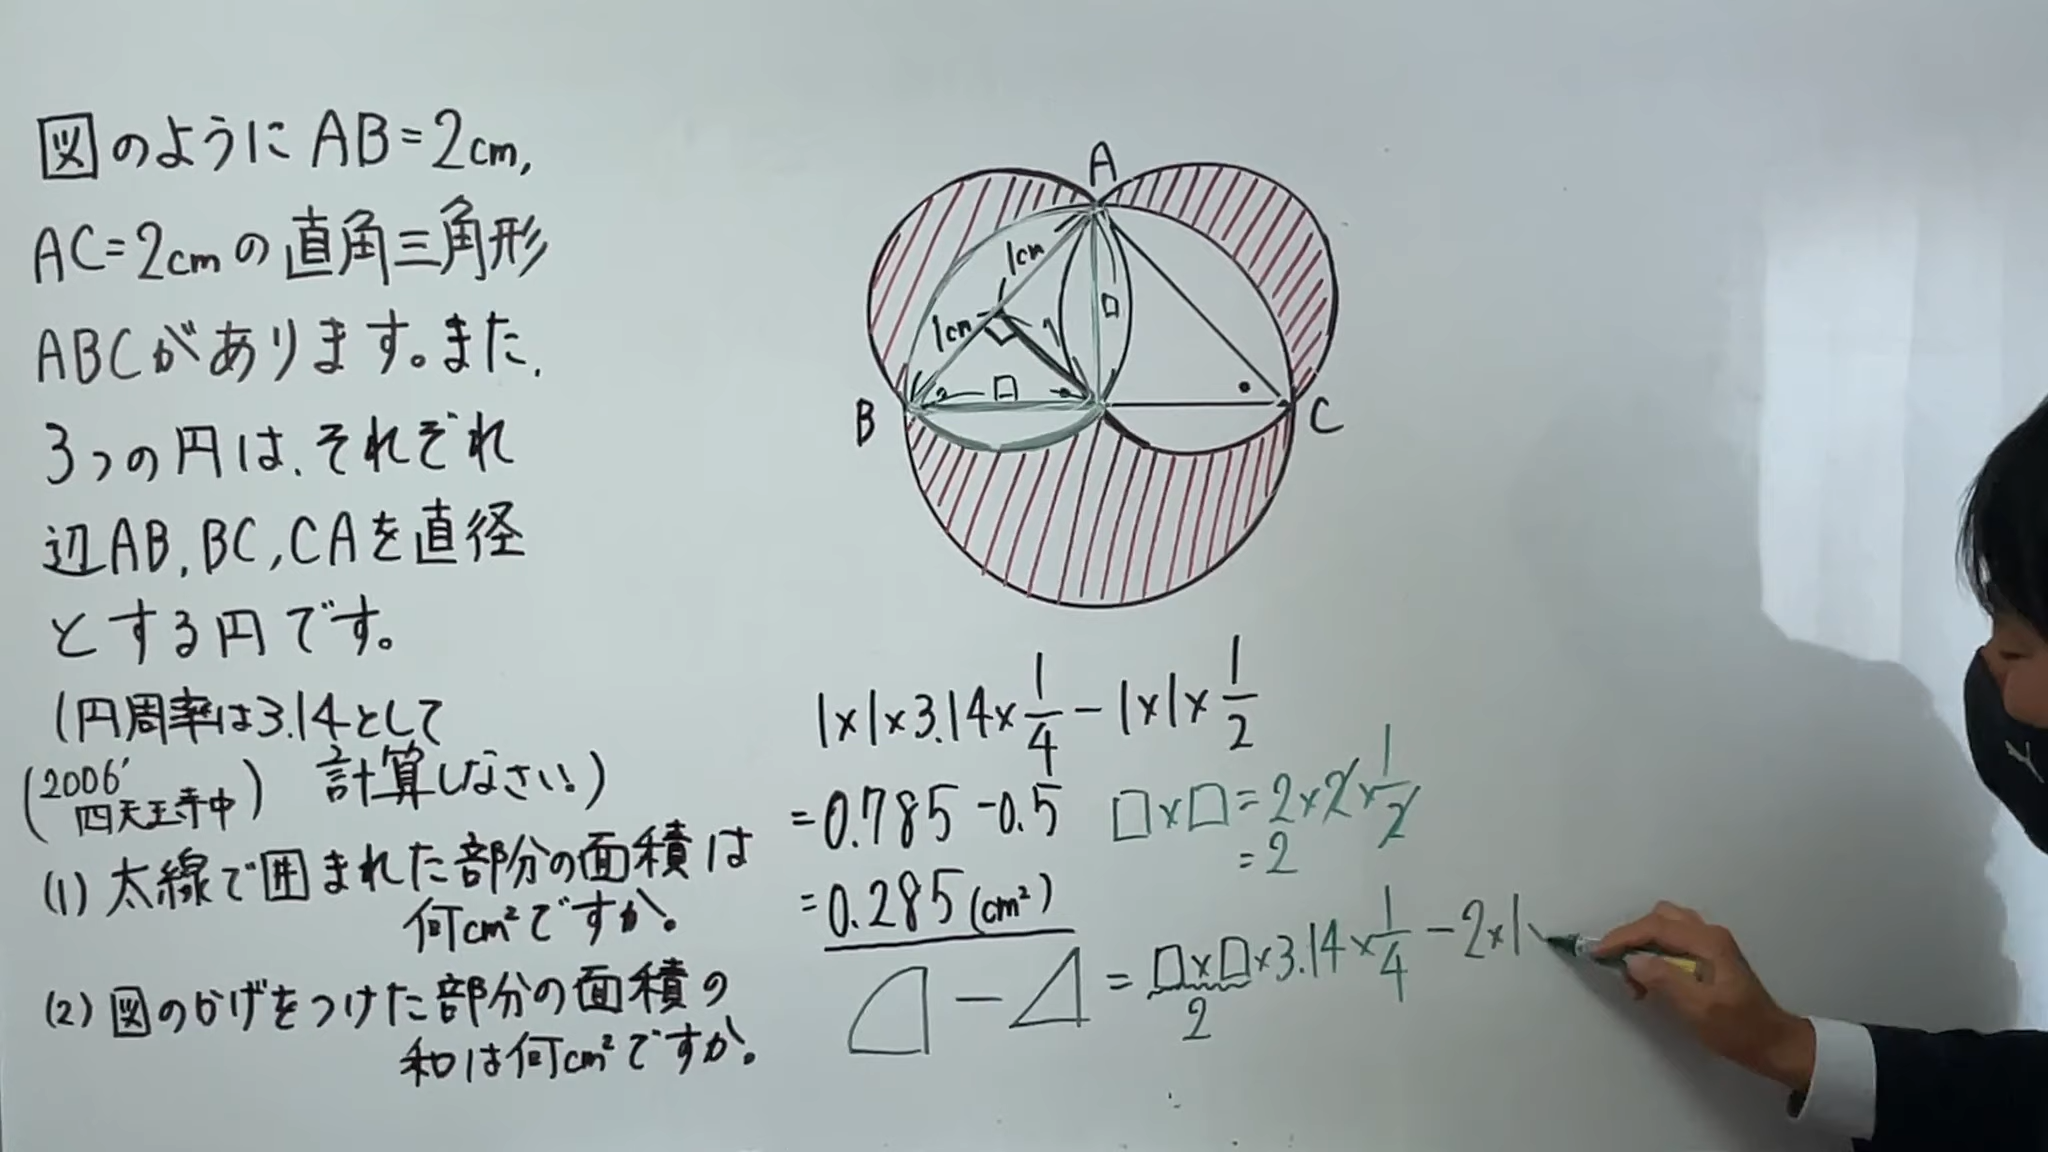 図のようにAB=2cm,
AC=2cmの直角三角形
ABCがあります。また、
3つの円は、それぞれ
辺AB,BC,CAを直径
とする円です。
(円周率は3.14として
計算しなさい!)
(2006'
四天王寺中)
(1) 太線で囲まれた部分の面積は
何cm²ですか。
(2) 図のかげをつけた部分の面積の
和は何cm²ですか。
A
1cm
1cm
1
□
□
B
C
1×1×3.14×1/4-1×1×1/2
=0.785-0.5
=0.285(cm²)
□×□=2×2×1/2
=2
- = □×□×3.14×1/4-2×1×
2